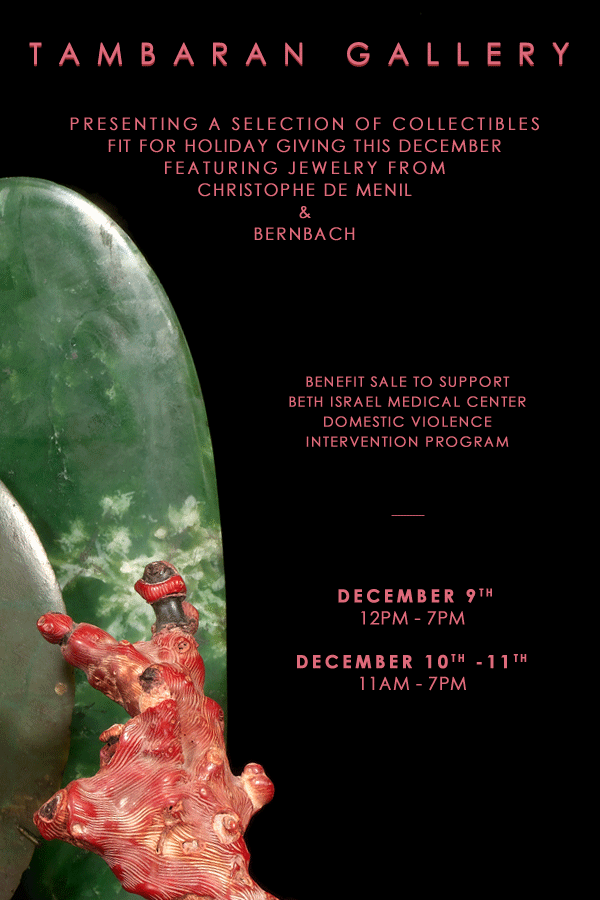 TAMBARAN GALLERY
PRESENTING A SELECTION OF COLLECTIBLES
FIT FOR HOLIDAY GIVING THIS DECEMBER
FEATURING JEWELRY FROM
CHRISTOPHE DE MENIL
&
BERNBACH
BENEFIT SALE TO SUPPORT
BETH ISRAEL MEDICAL CENTER
DOMESTIC VIOLENCE
INTERVENTION PROGRAM
DECEMBER 9TH
12PM - 7PM
DECEMBER 10TH -11TH
11AM - 7PM